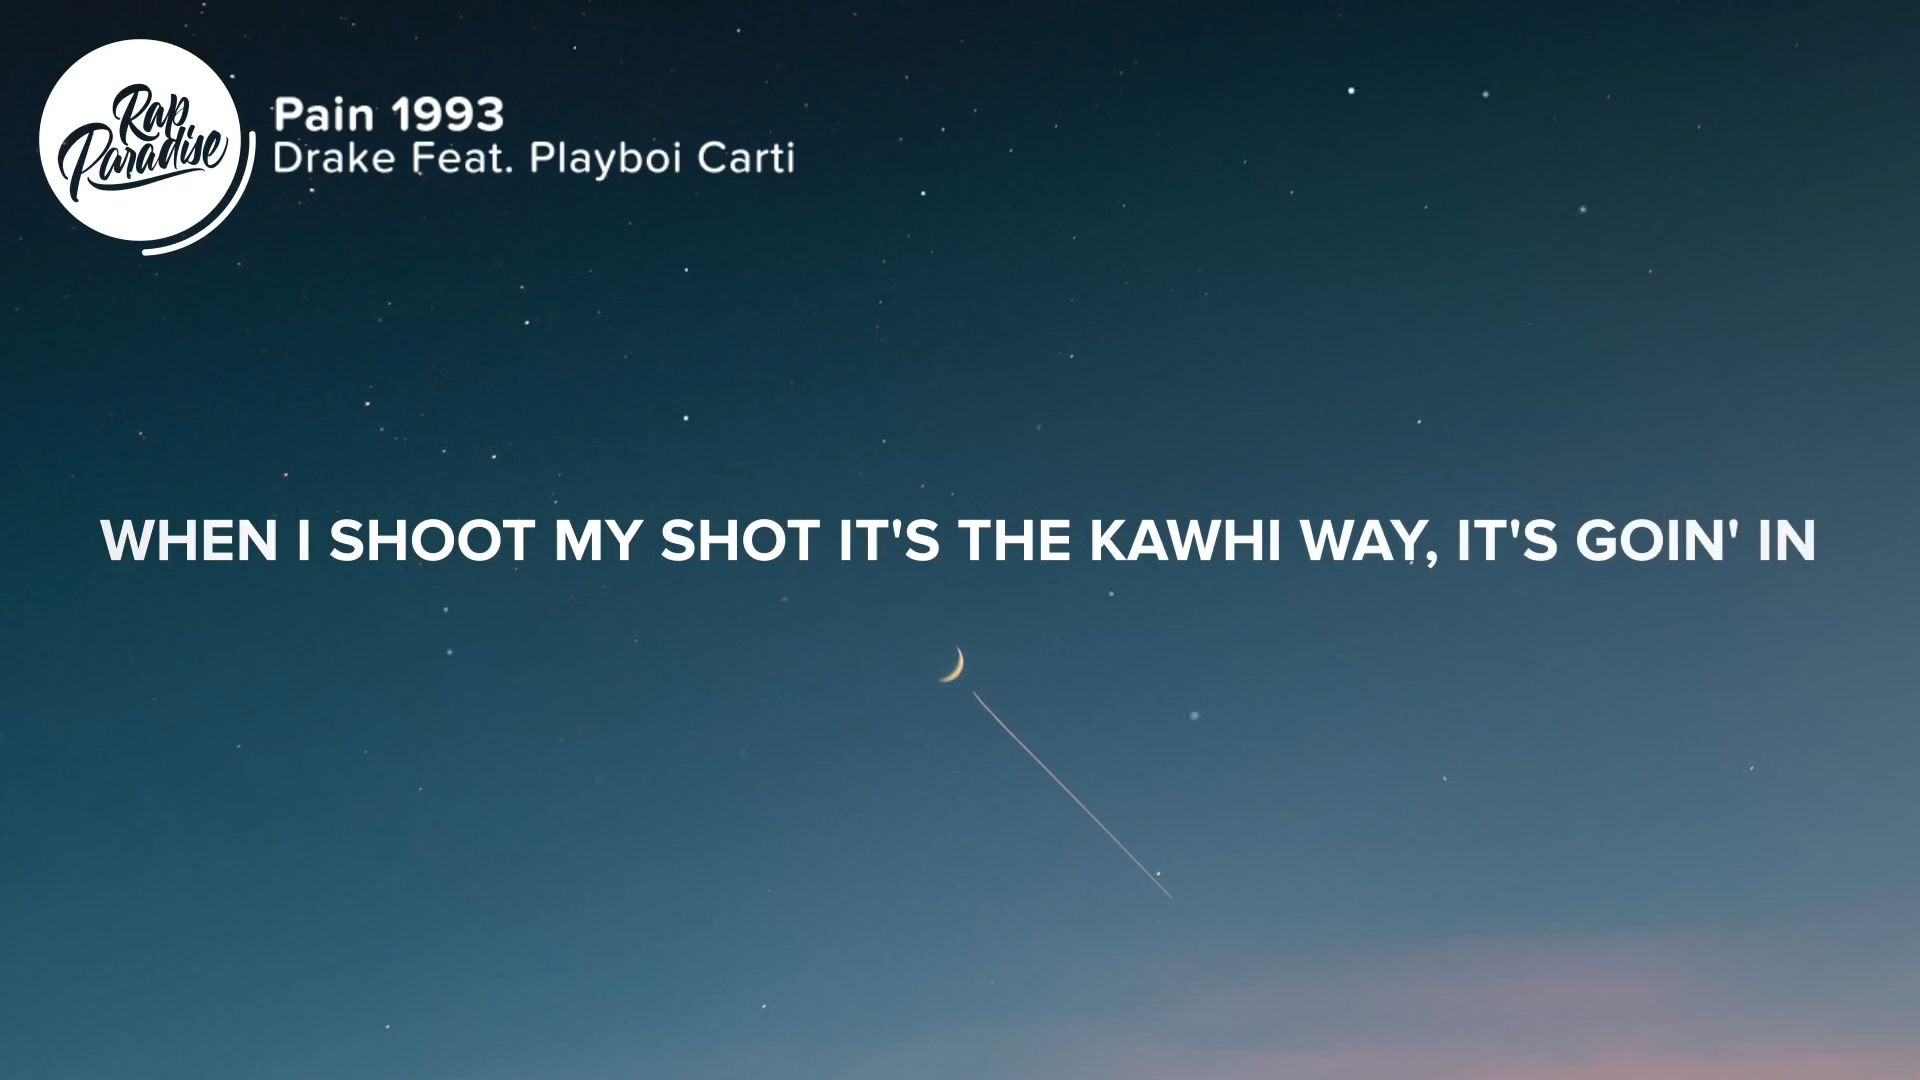 Rap
Paradise
Pain 1993
Drake Feat. Playboi Carti
WHEN I SHOOT MY SHOT IT'S THE KAWHI WAY, IT'S GOIN' IN